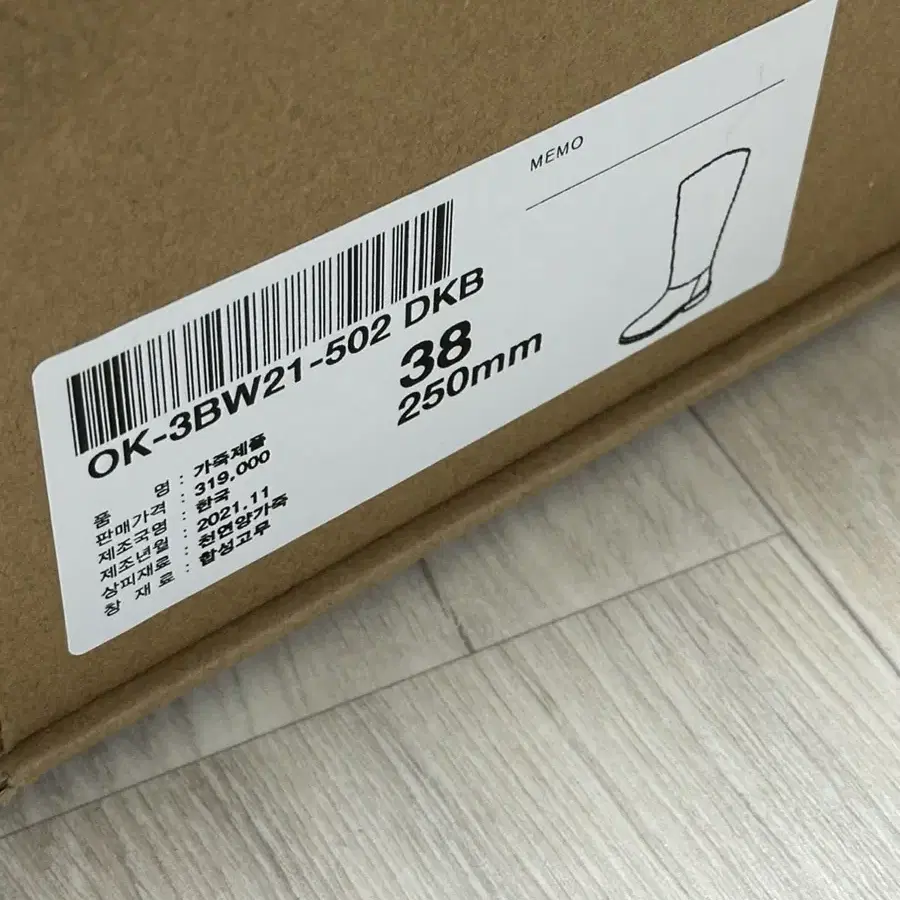 MEMO
OK-3BW21-502 DKB
38
250mm
품 명 : 가죽제품
판매가격 : 319,000
제조국명 : 한국
제조년월 : 2021.11
상피재료 : 천연양가죽
창 재 료 : 합성고무